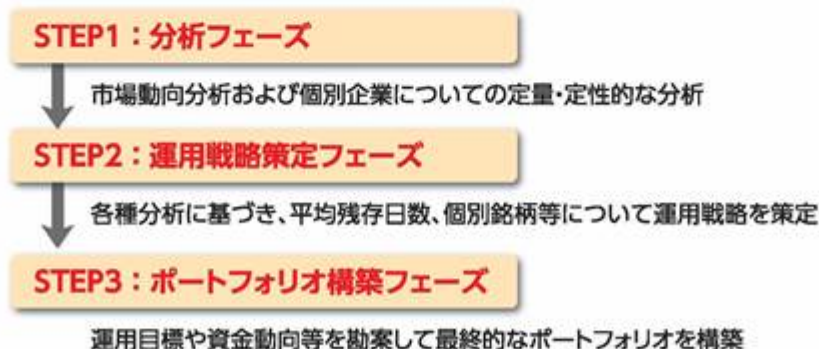 STEP1：分析フェーズ
市場動向分析および個別企業についての定量・定性的な分析
STEP2：運用戦略策定フェーズ
各種分析に基づき、平均残存日数、個別銘柄等について運用戦略を策定
STEP3：ポートフォリオ構築フェーズ
運用目標や資金動向等を勘案して最終的なポートフォリオを構築